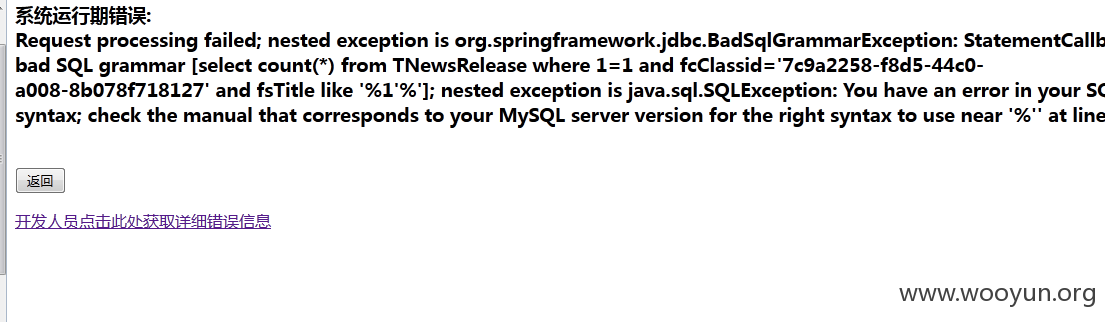 系统运行期错误:
Request processing failed; nested exception is org.springframework.jdbc.BadSqlGrammarException: StatementCallb
bad SQL grammar [select count(*) from TNewsRelease where 1=1 and fcClassid='7c9a2258-f8d5-44c0-
a008-8b078f718127' and fsTitle like '%1'%']; nested exception is java.sql.SQLException: You have an error in your SQ
syntax; check the manual that corresponds to your MySQL server version for the right syntax to use near '%'' at line
返回
开发人员点击此处获取详细错误信息
www.wooyun.org